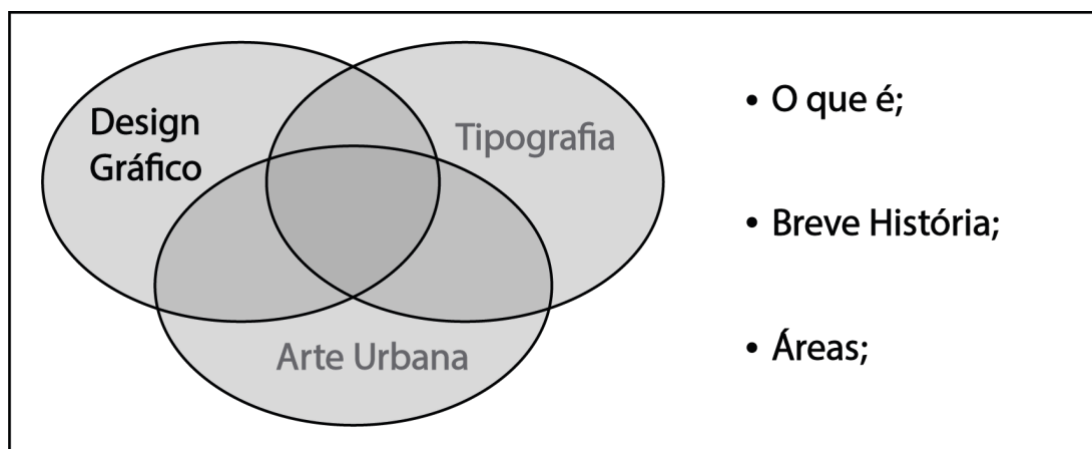 Design
Gráfico
Tipografia
Arte Urbana
• O que é;
• Breve História;
• Áreas;